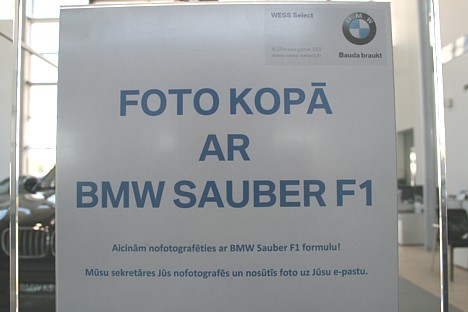 WESS Select
BMW
Bauda braukt
FOTO KOPĀ
AR
BMW SAUBER F1
Aicinām nofotografēties ar BMW Sauber F1 formulu!
Mūsu sekretāres Jūs nofotografēs un nosūtīs foto uz Jūsu e-pastu.